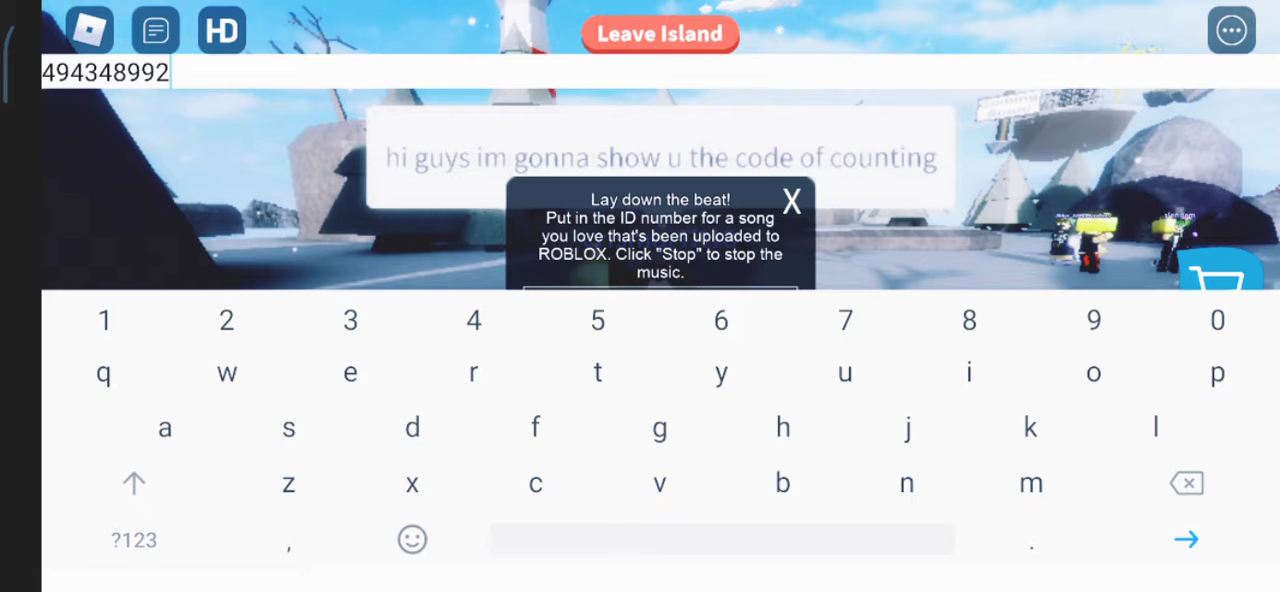 HD
Leave Island
494348992
hi guys im gonna show u the code of counting
Lay down the beat!
X
Put in the ID number for a song
you love that's been uploaded to
ROBLOX. Click "Stop" to stop the
music.
1 2 3 4 5 6 7 8 9 0
q w e r t y u i o p
a s d f g h j k l
z x c v b n m
?123 , .